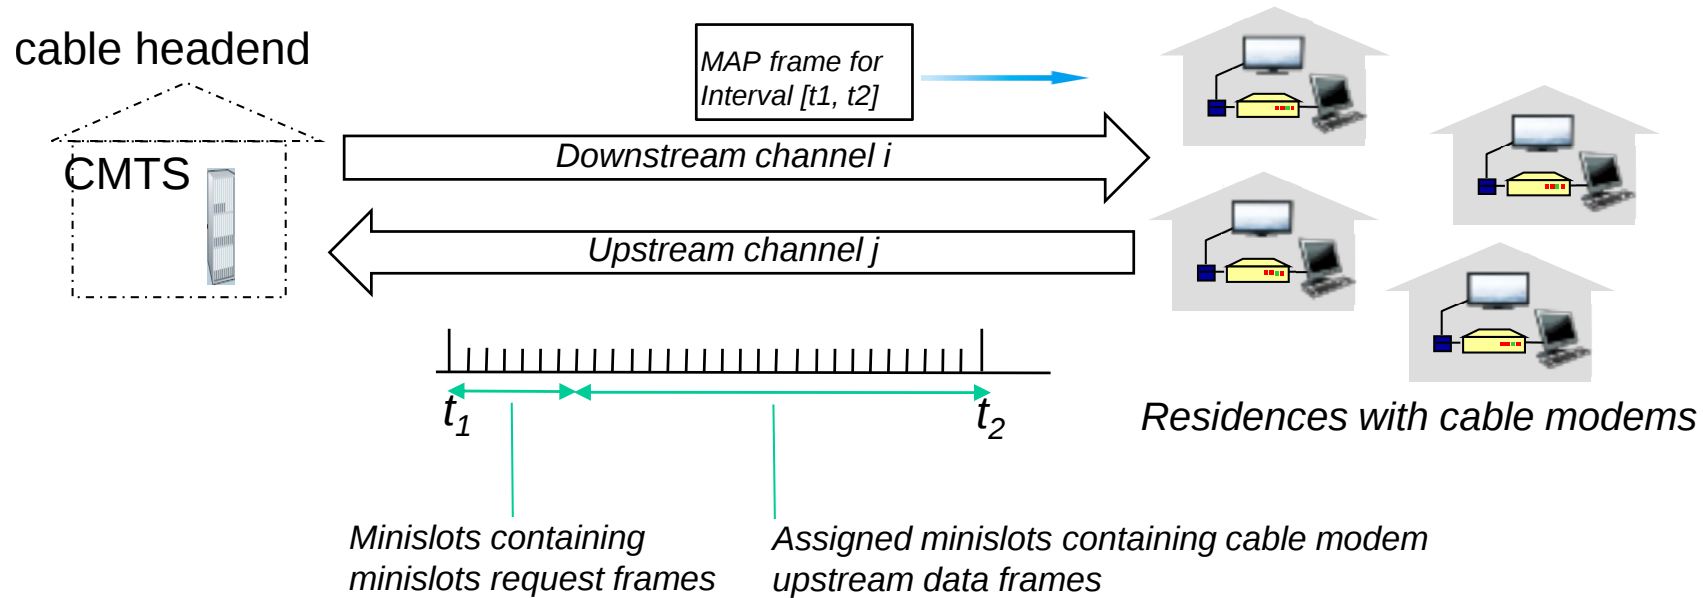 cable headend
MAP frame for
Interval [t1, t2]
CMTS
Downstream channel i
Upstream channel j
t1
t2
Residences with cable modems
Minislots containing
minislots request frames
Assigned minislots containing cable modem
upstream data frames